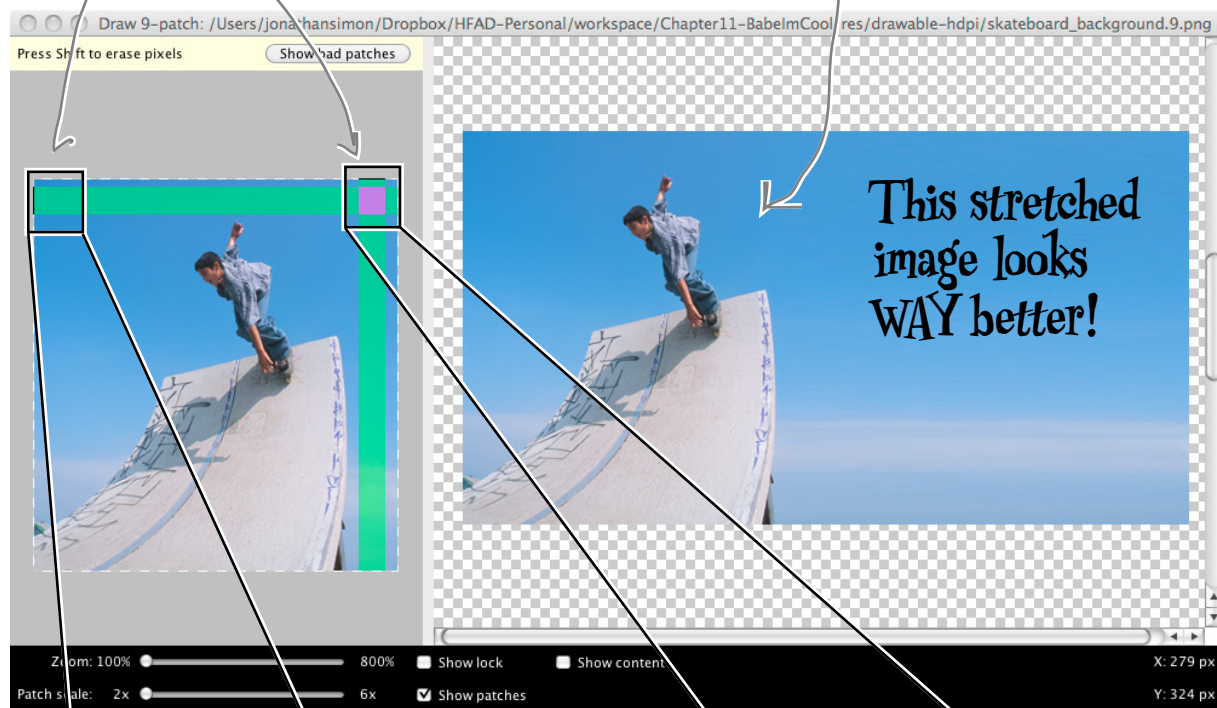 Draw 9-patch: /Users/jonathansimon/Dropbox/HFAD-Personal/workspace/Chapter11-BabelmCool/res/drawable-hdpi/skateboard_background.9.png
Press Shift to erase pixels
Show bad patches
This stretched
image looks
WAY better!
Zoom: 100%
800%
Show lock
Show content
X: 279 px
Patch scale: 2x
6x
Show patches
Y: 324 px